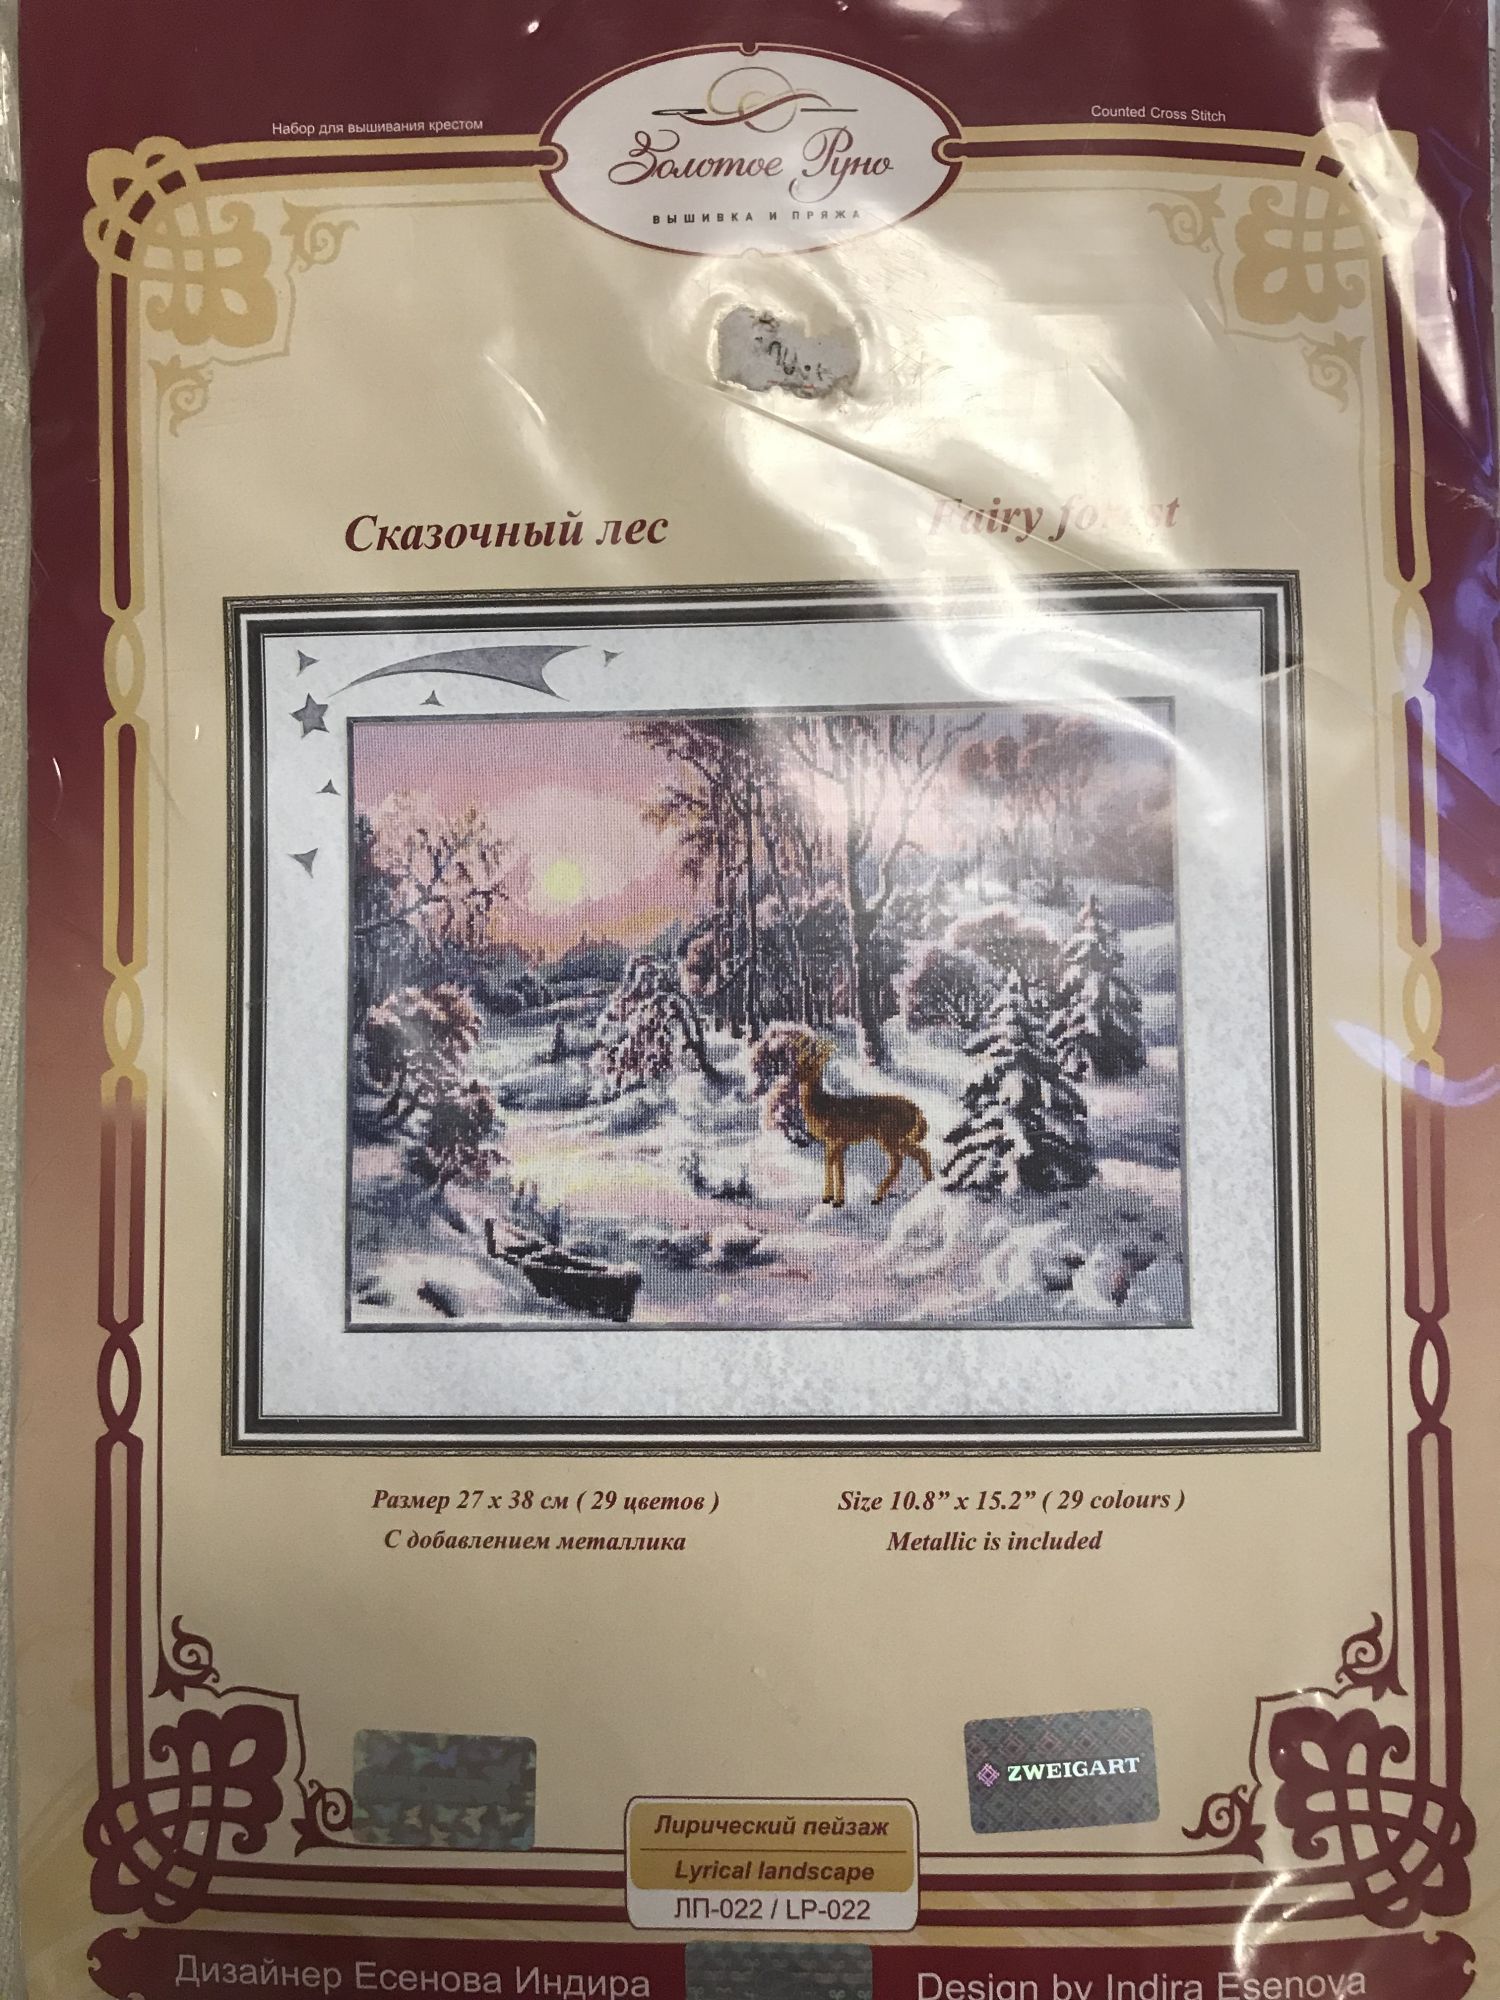 Набор для вышивания крестом
Counted Cross Stitch
Золотое Руно
ВЫШИВКА И ПРЯЖА
Сказочный лес
Fairy forest
Размер 27 x 38 см ( 29 цветов )
С добавлением металлика
Size 10.8” x 15.2” ( 29 colours )
Metallic is included
ZWEIGART
Лирический пейзаж
Lyrical landscape
ЛП-022 / LP-022
Дизайнер Есенова Индира
Design by Indira Esenova